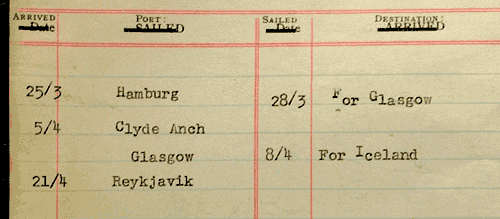 ARRIVED PORT: SAILED DESTINATION:
Date SAILED Date ARRIVED
25/3 Hamburg 28/3 For Glasgow
5/4 Clyde Anch
Glasgow 8/4 For Iceland
21/4 Reykjavik